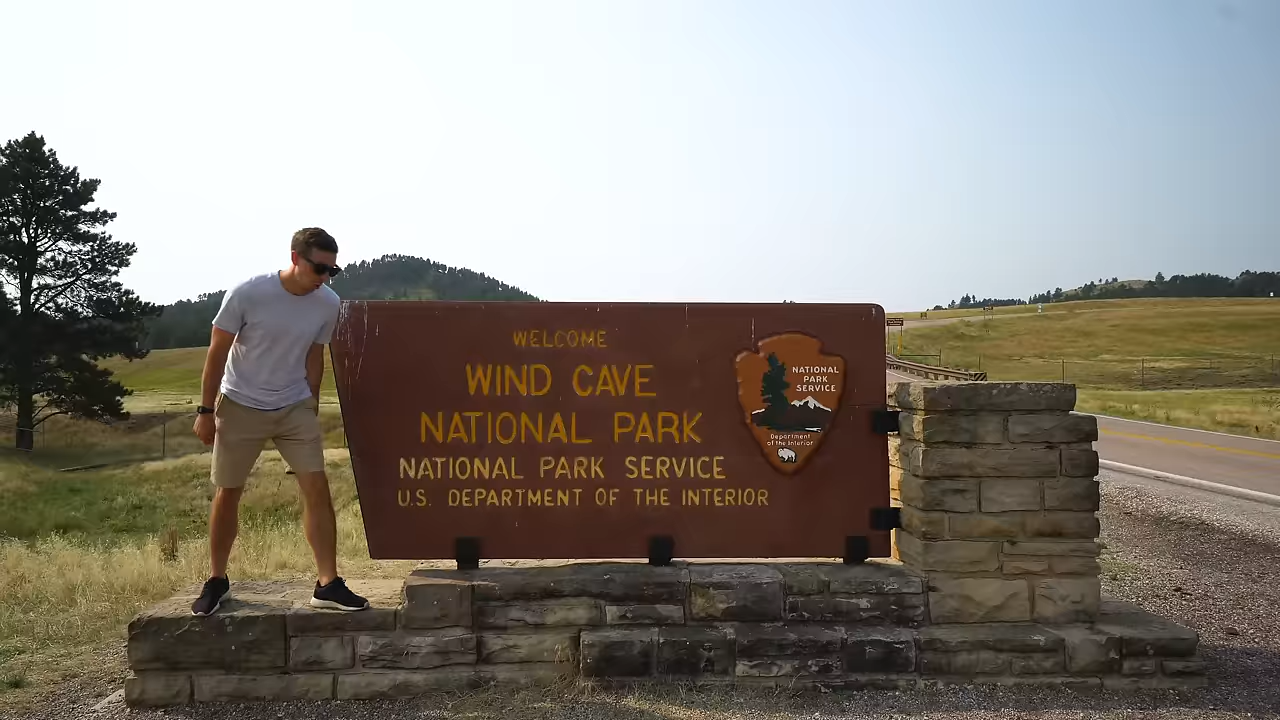 WELCOME
WIND CAVE
NATIONAL PARK
NATIONAL PARK SERVICE
U.S. DEPARTMENT OF THE INTERIOR
NATIONAL
PARK
SERVICE
Department
of the Interior